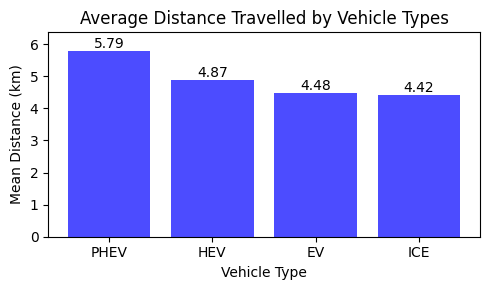 Average Distance Travelled by Vehicle Types
Mean Distance (km)
6
5
4
3
2
1
0
5.79
4.87
4.48
4.42
PHEV
HEV
EV
ICE
Vehicle Type